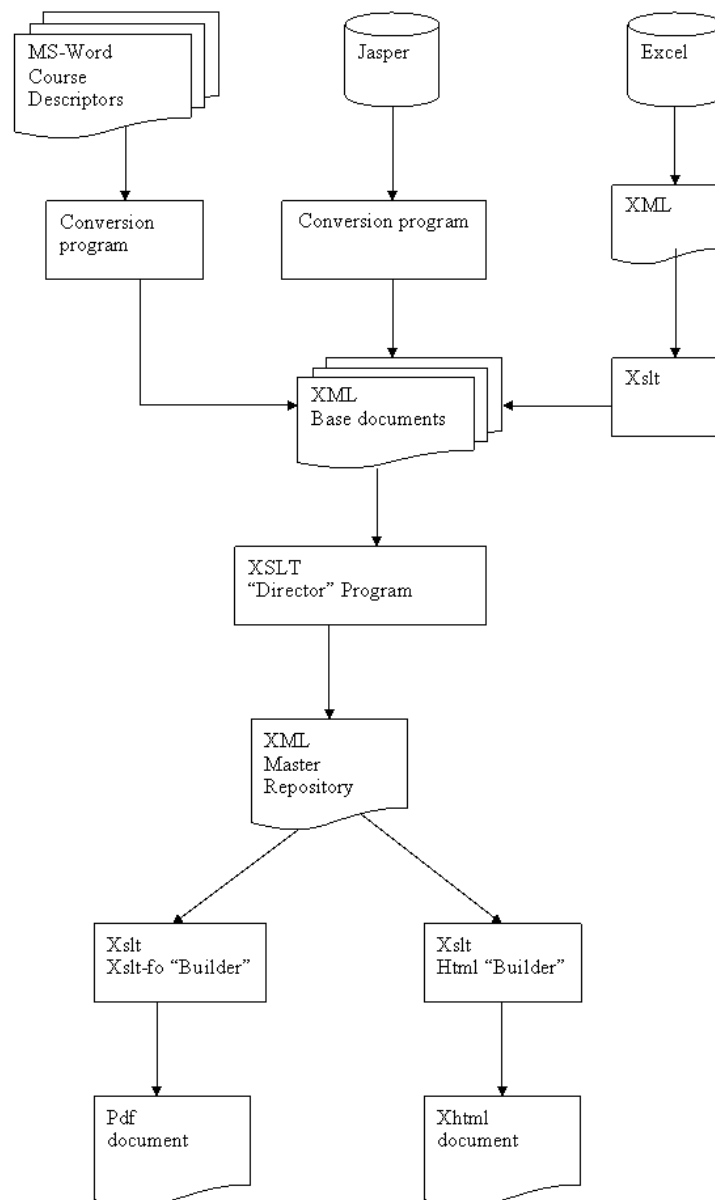 MS-Word
Course
Descriptors
Jasper
Excel
Conversion
program
Conversion program
XML
Xslt
XML
Base documents
XSLT
“Director” Program
XML
Master
Repository
Xslt
Xslt-fo “Builder”
Xslt
Html “Builder”
Pdf
document
Xhtml
document